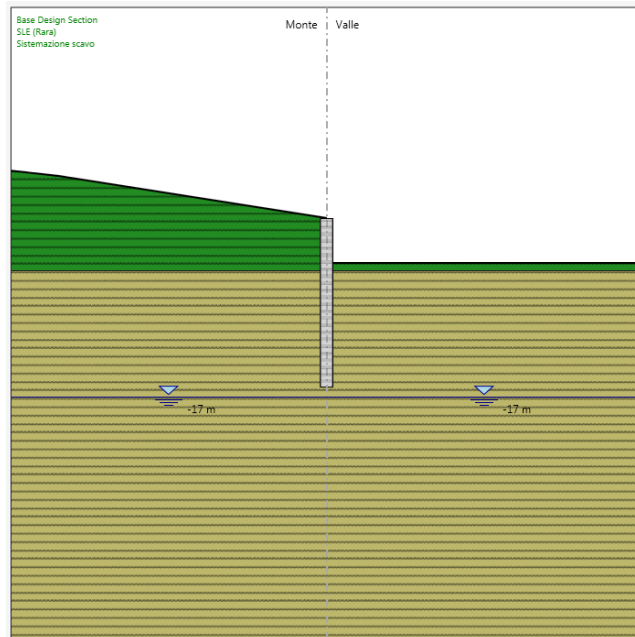 Base Design Section
SLE (Rara)
Sistemazione scavo
Monte
Valle
-17 m
-17 m